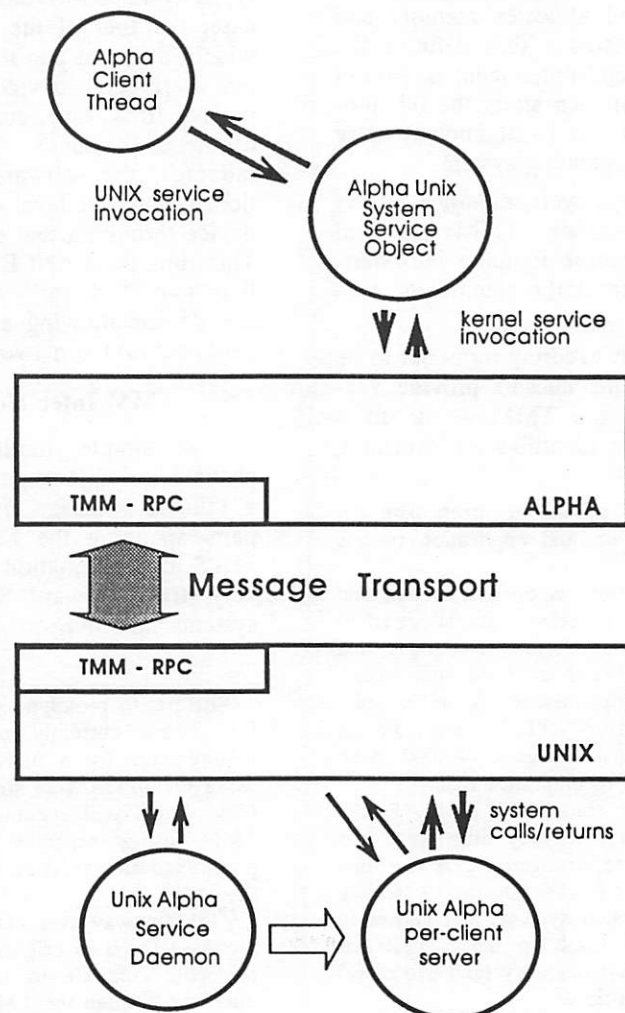 Alpha
Client
Thread
UNIX service
invocation
Alpha Unix
System
Service
Object
kernel service
invocation
TMM - RPC
ALPHA
Message Transport
TMM - RPC
UNIX
system
calls/returns
Unix Alpha
Service
Daemon
Unix Alpha
per-client
server